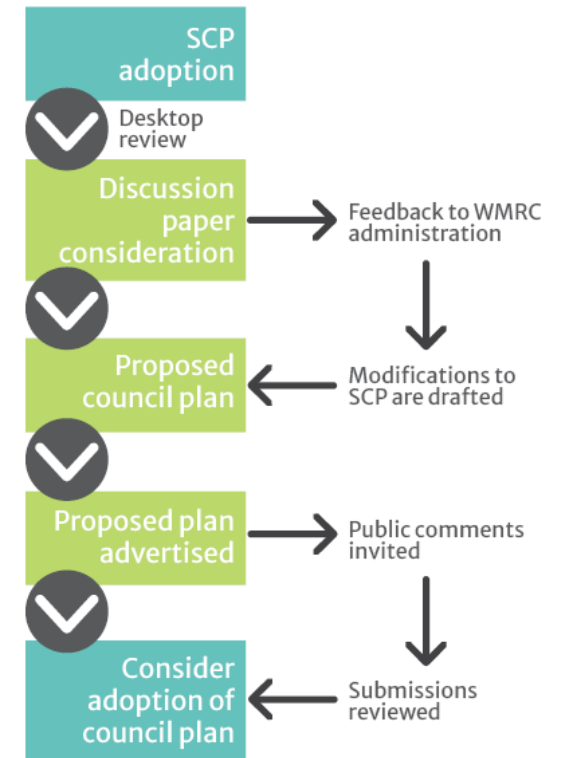 SCP
adoption
Desktop
review
Discussion
paper
consideration
Feedback to WMRC
administration
Proposed
council plan
Modifications to
SCP are drafted
Proposed plan
advertised
Public comments
invited
Consider
adoption of
council plan
Submissions
reviewed